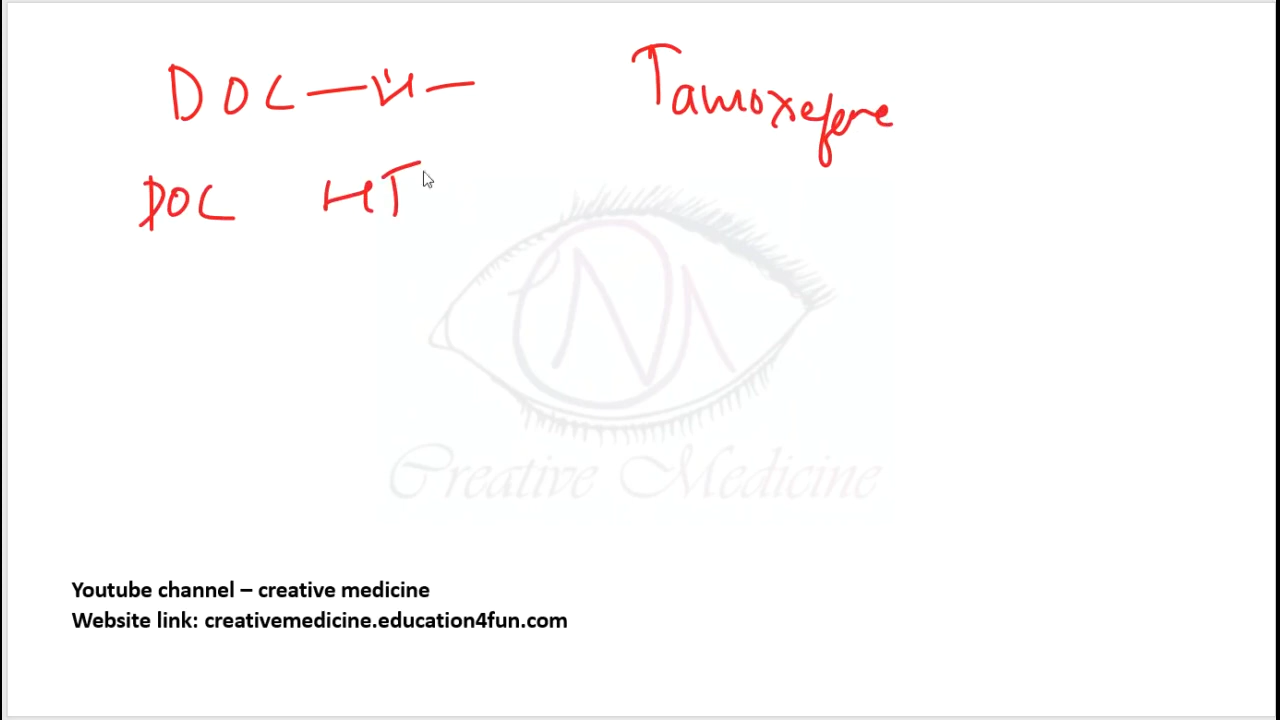 DOC — — Tamoxefene
DOC HT
Creative Medicine
Youtube channel – creative medicine
Website link: creativemedicine.education4fun.com